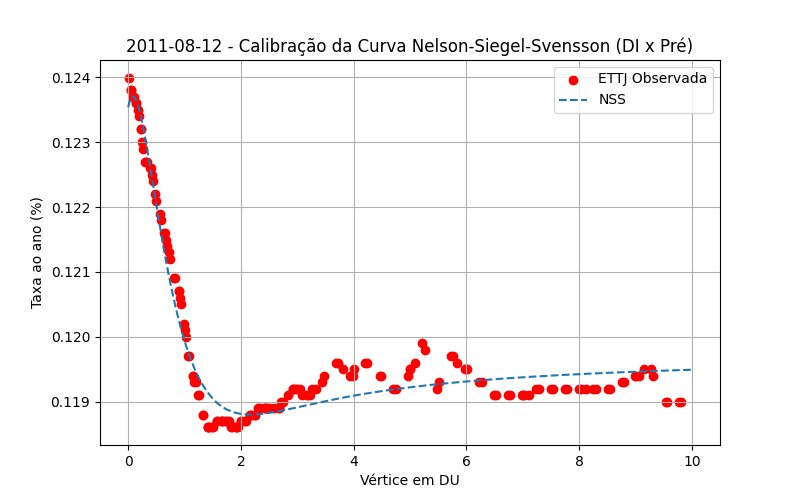 2011-08-12 - Calibração da Curva Nelson-Siegel-Svensson (DI x Pré)
ETTJ Observada
NSS
Taxa ao ano (%)
0.124
0.123
0.122
0.121
0.120
0.119
0 2 4 6 8 10
Vértice em DU